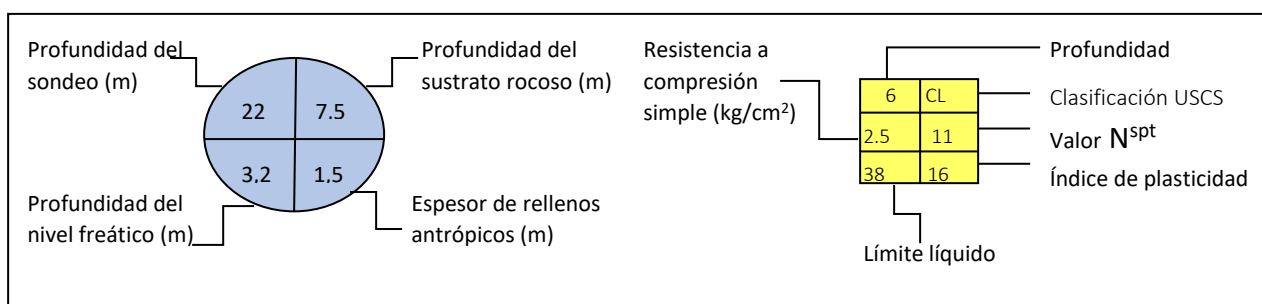 Profundidad del
sondeo (m)
Profundidad del
sustrato rocoso (m)
22
7.5
3,2
1,5
Profundidad del
nivel freático (m)
Espesor de rellenos
antrópicos (m)
Resistencia a
compresión
simple (kg/cm²)
Profundidad
6
CL
Clasificación USCS
2.5
11
Valor N^spt
38
16
Índice de plasticidad
Límite líquido